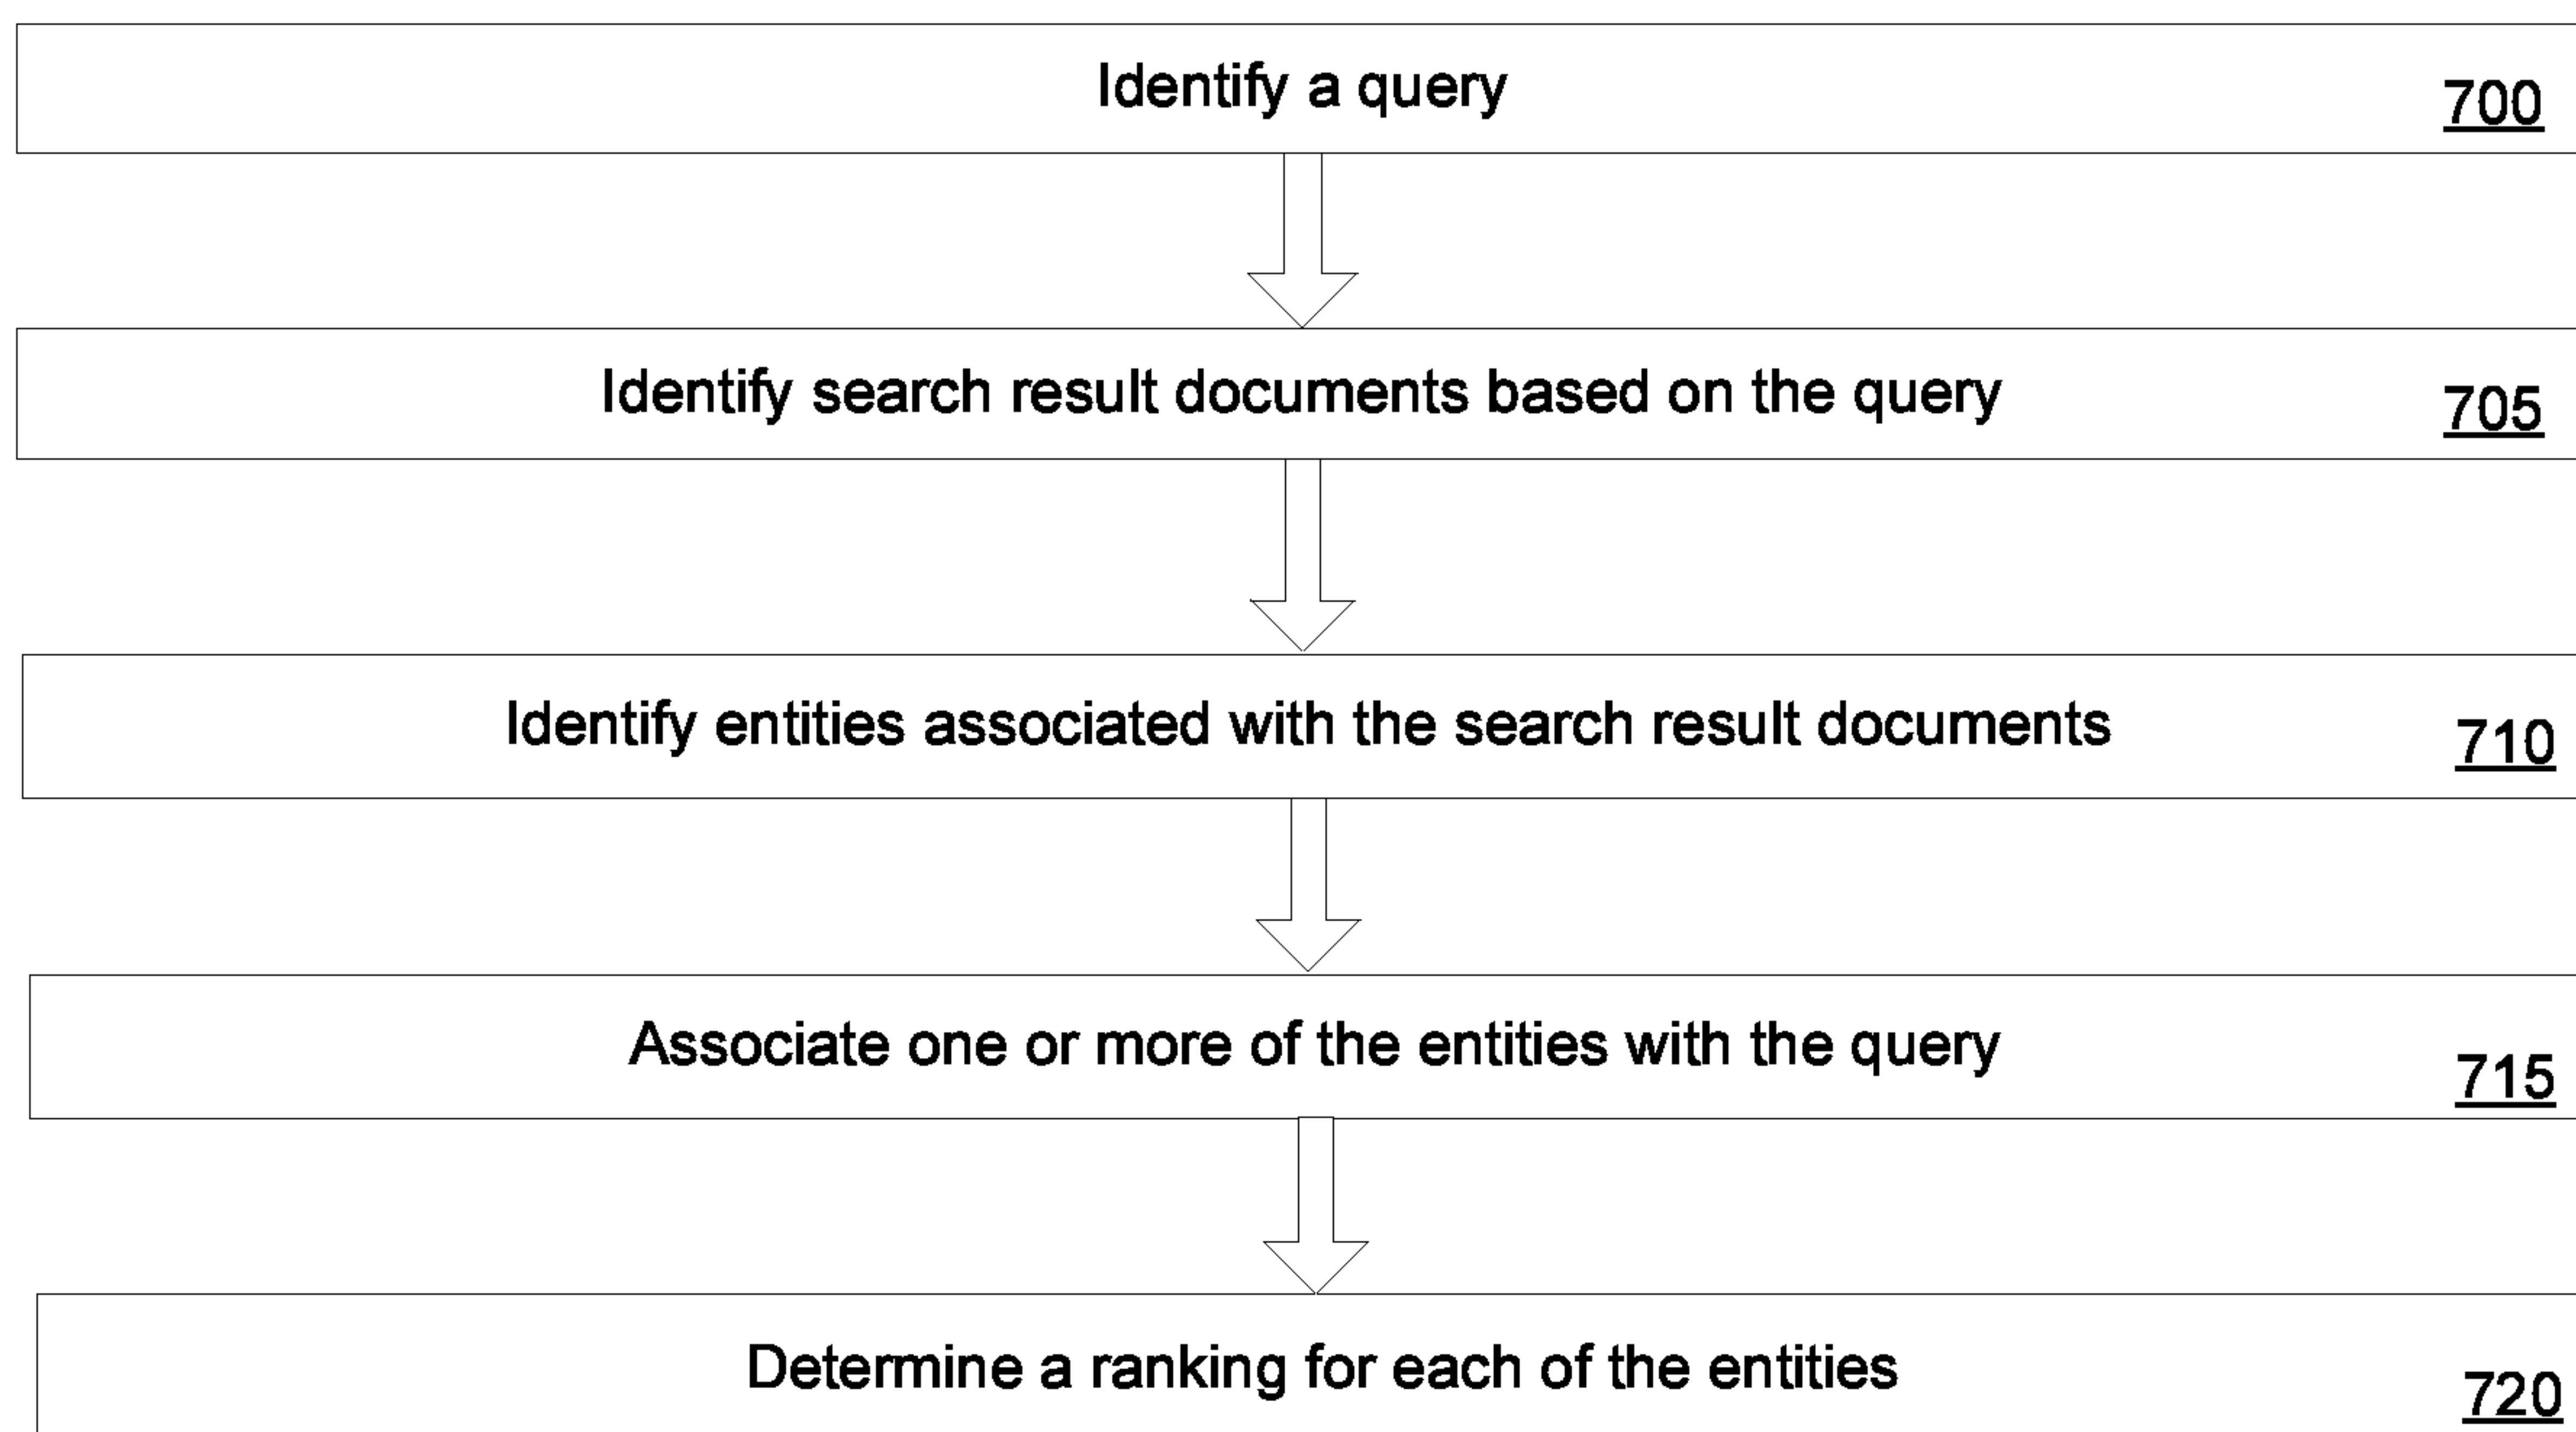 Identify a query
700
Identify search result documents based on the query
705
Identify entities associated with the search result documents
710
Associate one or more of the entities with the query
715
Determine a ranking for each of the entities
720